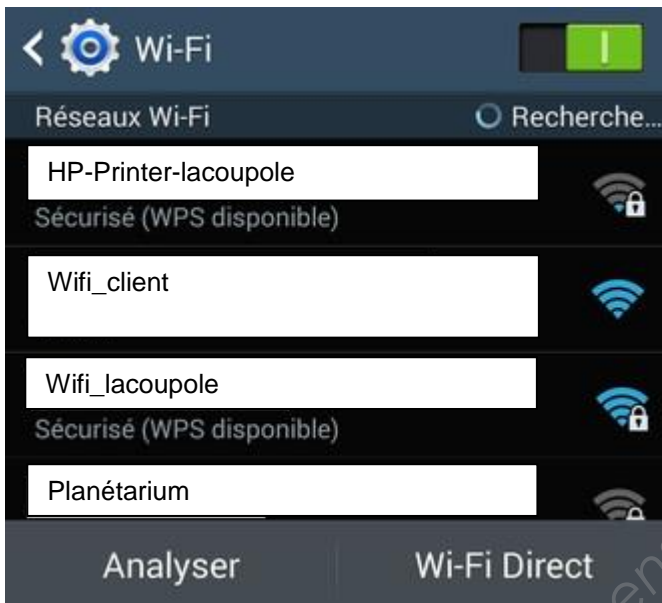 Wi-Fi
Réseaux Wi-Fi Recherche...
HP-Printer-lacoupole
Sécurisé (WPS disponible)
Wifi_client
Wifi_lacoupole
Sécurisé (WPS disponible)
Planétarium
Analyser Wi-Fi Direct